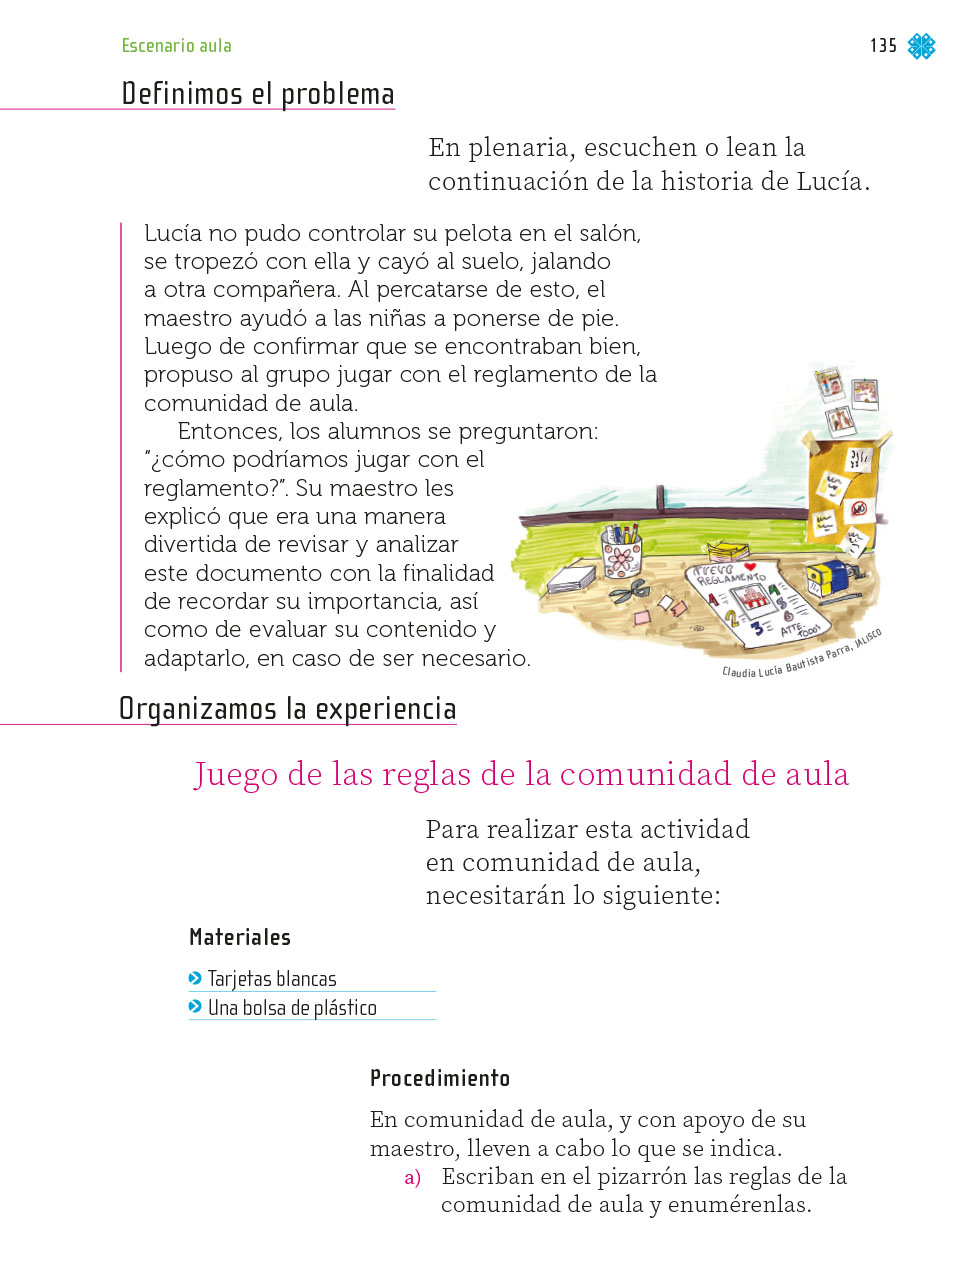 Escenario aula
135
Definimos el problema
En plenaria, escuchen o lean la
continuación de la historia de Lucía.
Lucía no pudo controlar su pelota en el salón,
se tropezó con ella y cayó al suelo, jalando
a otra compañera. Al percatarse de esto, el
maestro ayudó a las niñas a ponerse de pie.
Luego de confirmar que se encontraban bien,
propuso al grupo jugar con el reglamento de la
comunidad de aula.
Entonces, los alumnos se preguntaron:
“¿cómo podríamos jugar con el
reglamento?”. Su maestro les
explicó que era una manera
divertida de revisar y analizar
este documento con la finalidad
de recordar su importancia, así
como de evaluar su contenido y
adaptarlo, en caso de ser necesario.
NO
NUEVO
REGLAMENTO
1
2
3
4
5
6
ATTE.
TODOS
Claudia Lucía Bautista Parra, JALISCO
Organizamos la experiencia
Juego de las reglas de la comunidad de aula
Para realizar esta actividad
en comunidad de aula,
necesitarán lo siguiente:
Materiales
Tarjetas blancas
Una bolsa de plástico
Procedimiento
En comunidad de aula, y con apoyo de su
maestro, lleven a cabo lo que se indica.
a) Escriban en el pizarrón las reglas de la
comunidad de aula y enumérenlas.